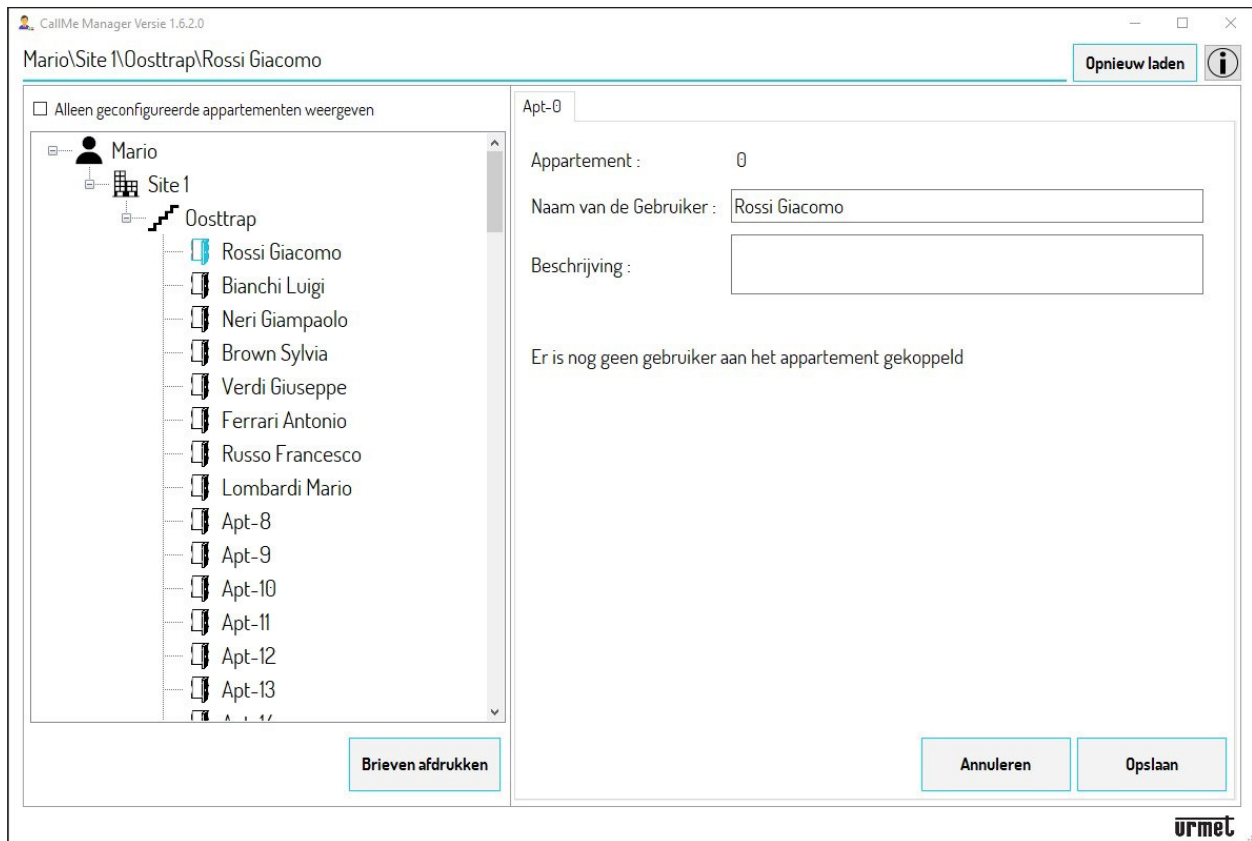 CallMe Manager Versie 1.6.2.0
Mario\Site 1\Oosttrap\Rossi Giacomo
Opnieuw laden
Alleen geconfigureerde appartementen weergeven
Mario
Site 1
Oosttrap
Rossi Giacomo
Bianchi Luigi
Neri Giampaolo
Brown Sylvia
Verdi Giuseppe
Ferrari Antonio
Russo Francesco
Lombardi Mario
Apt-8
Apt-9
Apt-10
Apt-11
Apt-12
Apt-13
Brieven afdrukken
Apt-0
Appartement : 0
Naam van de Gebruiker : Rossi Giacomo
Beschrijving :
Er is nog geen gebruiker aan het appartement gekoppeld
Annuleren
Opslaan
urmet